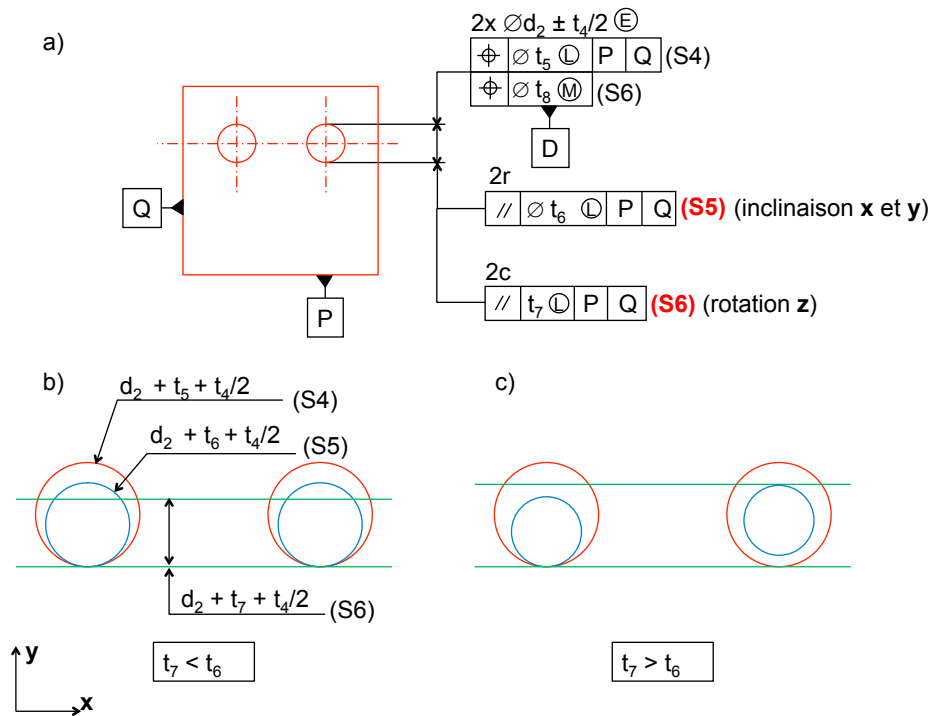 a)
2x ∅d₂ ± t₄/2 Ⓔ
⌖ ∅ t₅ Ⓛ P Q (S4)
⌖ ∅ t₈ Ⓜ (S6)
D
Q
P
2r
// ∅ t₆ Ⓛ P Q (S5) (inclinaison x et y)
2c
// t₇ Ⓛ P Q (S6) (rotation z)
b)
d₂ + t₅ + t₄/2 (S4)
d₂ + t₆ + t₄/2 (S5)
d₂ + t₇ + t₄/2 (S6)
t₇ < t₆
y
x
c)
t₇ > t₆